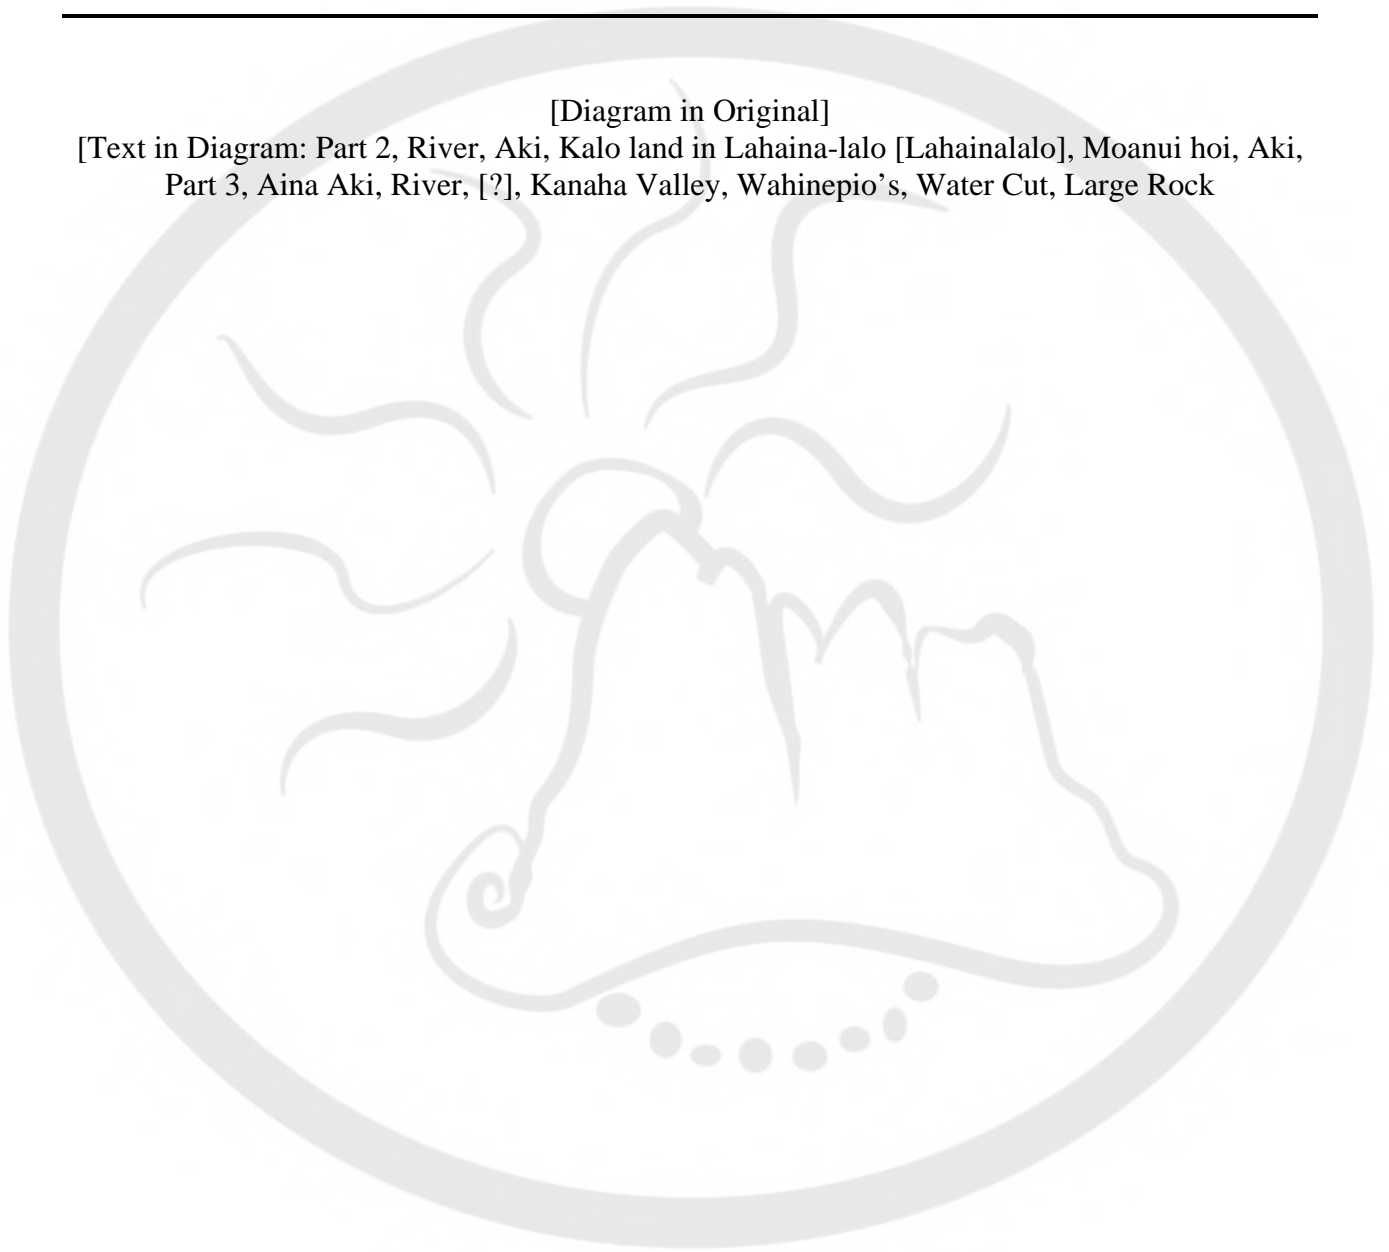 [Diagram in Original]
[Text in Diagram: Part 2, River, Aki, Kalo land in Lahaina-lalo [Lahainalalo], Moanui hoi, Aki,
Part 3, Aina Aki, River, [?], Kanaha Valley, Wahinepio’s, Water Cut, Large Rock